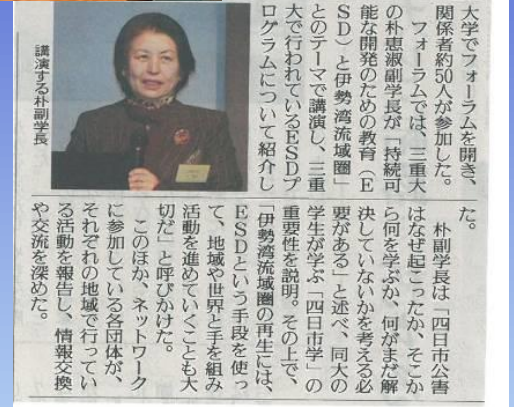 大学でフォーラムを開き、
関係者約50人が参加した。
　フォーラムでは、三重大
の朴恵淑副学長が「持続可
能な開発のための教育（E
SD）と伊勢湾流域圏」
とのテーマで講演し、三重
大で行われているESDプ
ログラムについて紹介し
た。
　朴副学長は「四日市公害
はなぜ起こったか、そこか
ら何を学ぶか、何がまだ解
決していないかを考える必
要がある」と述べ、同大の
学生が学ぶ「四日市学」の
重要性を説明。その上で、
「伊勢湾流域圏の再生には、
ESDという手段を使っ
て、地域や世界と手を組み
活動を進めていくことも大
切だ」と呼びかけた。
　このほか、ネットワーク
に参加している各団体が、
それぞれの地域で行ってい
る活動を報告し、情報交換
や交流を深めた。
講演する朴副学長